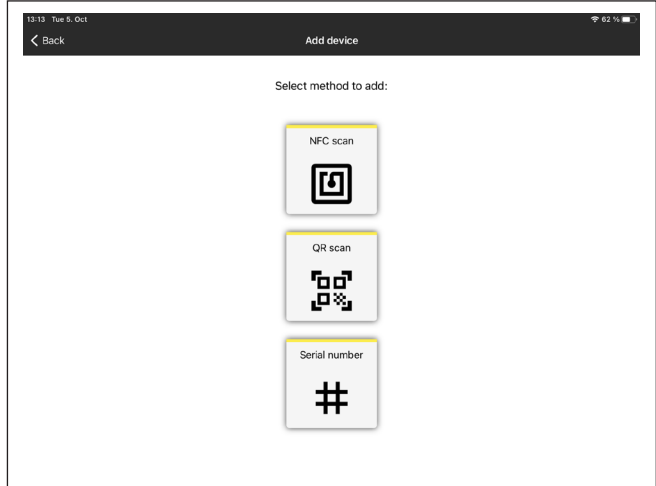 13:13 Tue 5. Oct
62 %
Back
Add device
Select method to add:
NFC scan
QR scan
Serial number